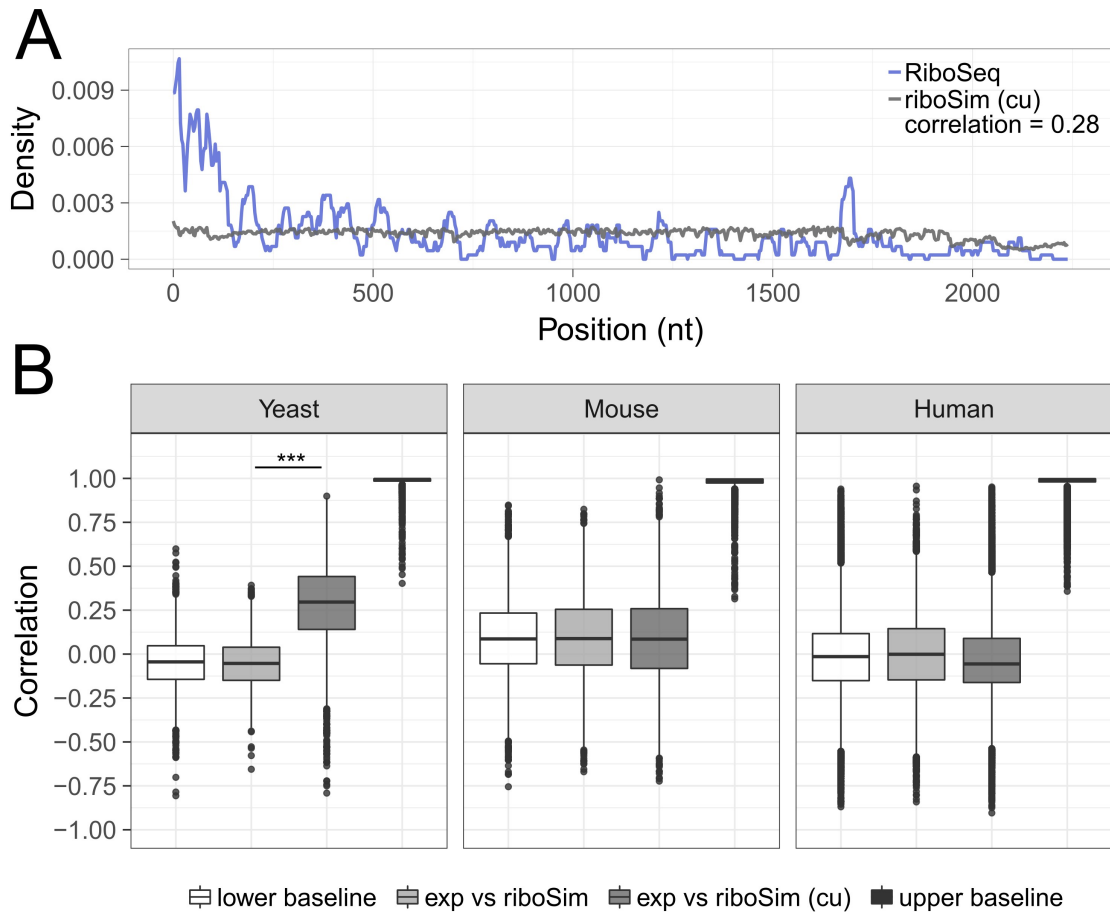 A
Density
0.009
0.006
0.003
0.000
RiboSeq
riboSim (cu)
correlation = 0.28
0 500 1000 1500 2000
Position (nt)
B
Yeast Mouse Human
Correlation
1.00
0.75
0.50
0.25
0.00
−0.25
−0.50
−0.75
−1.00
***
lower baseline exp vs riboSim exp vs riboSim (cu) upper baseline